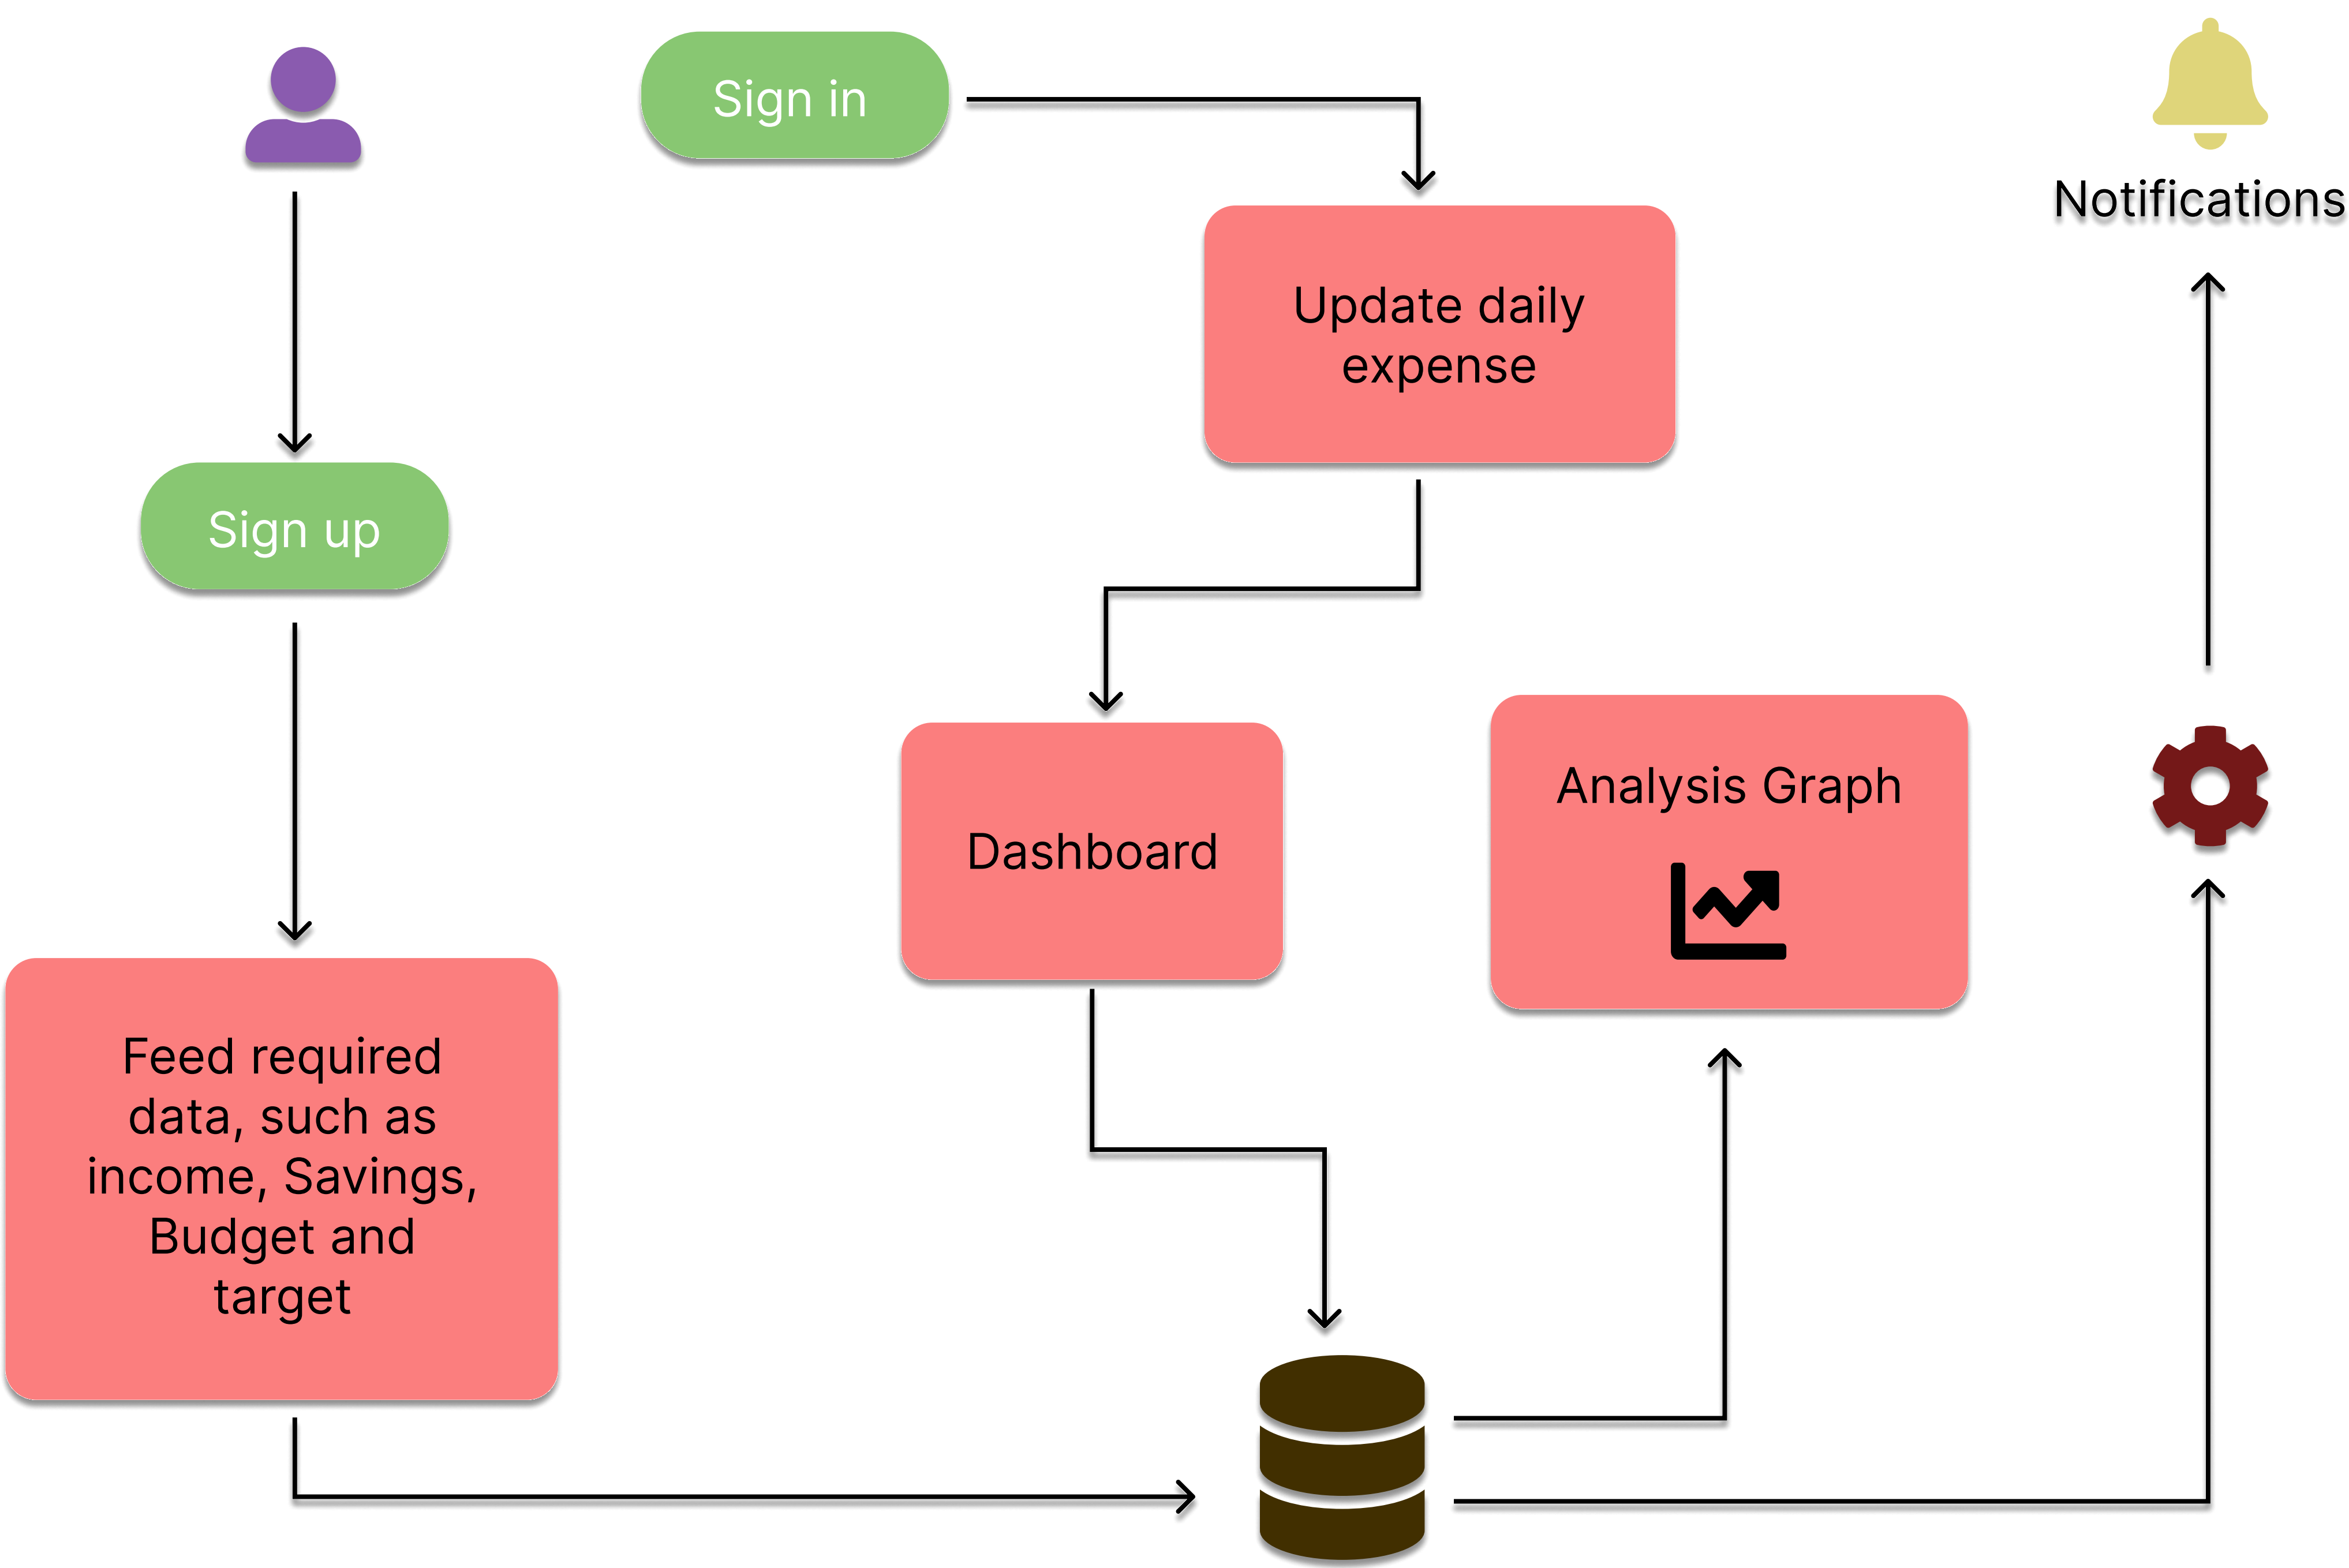 Sign in
Notifications
Update daily
expense
Sign up
Dashboard
Analysis Graph
Feed required
data, such as
income, Savings,
Budget and
target